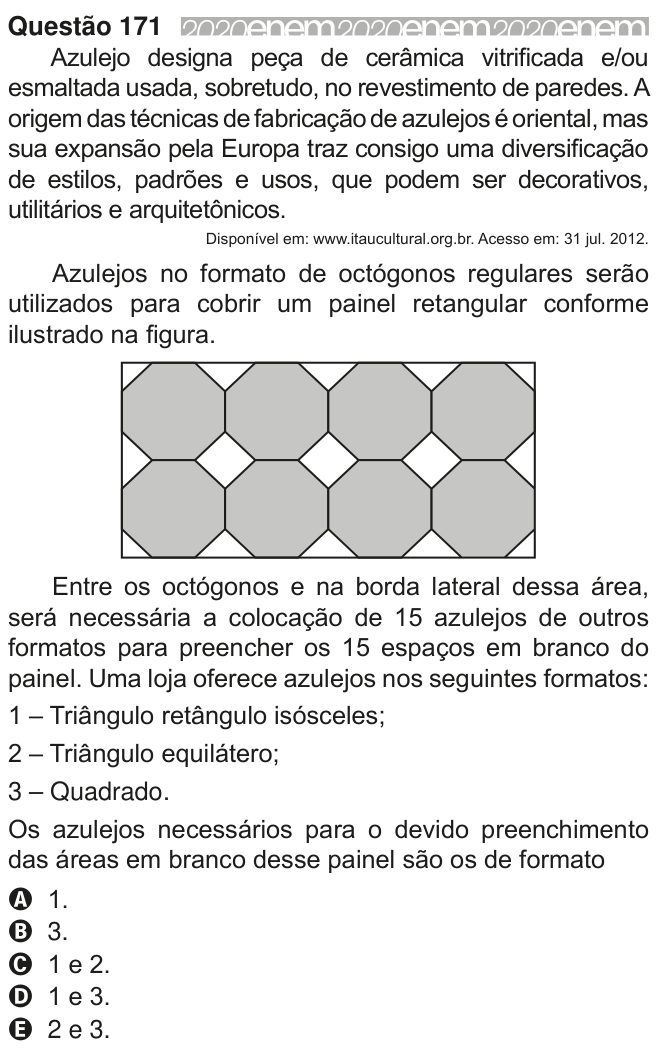 Questão 171 2020enem2020enem2020enem
Azulejo designa peça de cerâmica vitrificada e/ou
esmaltada usada, sobretudo, no revestimento de paredes. A
origem das técnicas de fabricação de azulejos é oriental, mas
sua expansão pela Europa traz consigo uma diversificação
de estilos, padrões e usos, que podem ser decorativos,
utilitários e arquitetônicos.
Disponível em: www.itaucultural.org.br. Acesso em: 31 jul. 2012.
Azulejos no formato de octógonos regulares serão
utilizados para cobrir um painel retangular conforme
ilustrado na figura.
Entre os octógonos e na borda lateral dessa área,
será necessária a colocação de 15 azulejos de outros
formatos para preencher os 15 espaços em branco do
painel. Uma loja oferece azulejos nos seguintes formatos:
1 – Triângulo retângulo isósceles;
2 – Triângulo equilátero;
3 – Quadrado.
Os azulejos necessários para o devido preenchimento
das áreas em branco desse painel são os de formato
A 1.
B 3.
C 1 e 2.
D 1 e 3.
E 2 e 3.